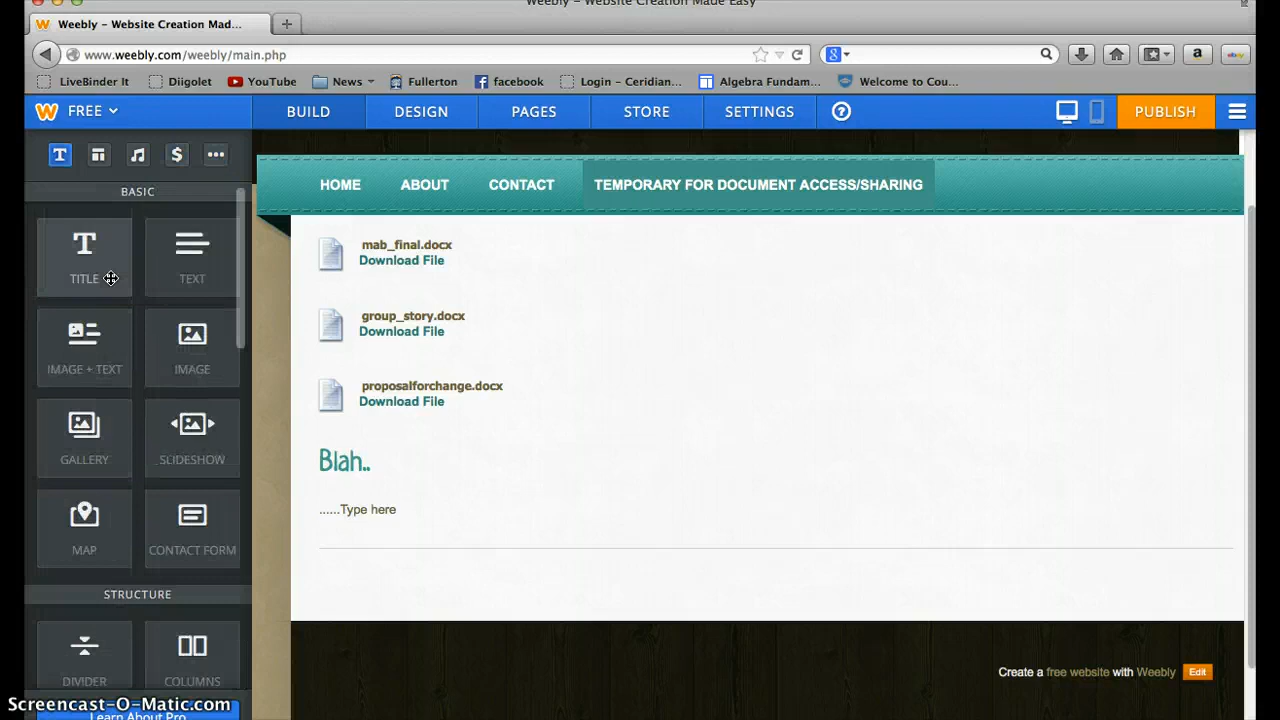 Weebly - Website Creation Made Easy
Weebly - Website Creation Mad...
www.weebly.com/weebly/main.php
LiveBinder It
Diigolet
YouTube
News
Fullerton
facebook
Login - Ceridian...
Algebra Fundam...
Welcome to Cou...
FREE
BUILD
DESIGN
PAGES
STORE
SETTINGS
PUBLISH
BASIC
TITLE
TEXT
IMAGE + TEXT
IMAGE
GALLERY
SLIDESHOW
MAP
CONTACT FORM
STRUCTURE
DIVIDER
COLUMNS
Learn About Pro
HOME
ABOUT
CONTACT
TEMPORARY FOR DOCUMENT ACCESS/SHARING
mab_final.docx
Download File
group_story.docx
Download File
proposalforchange.docx
Download File
Blah..
......Type here
Create a free website with Weebly
Edit
Screencast-O-Matic.com